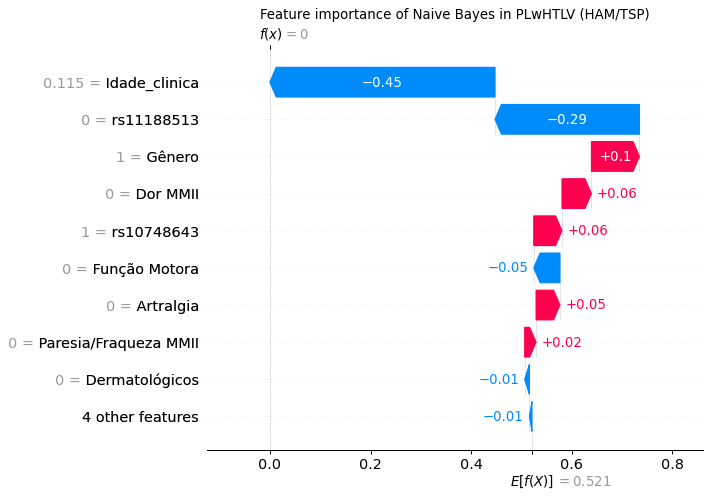 Feature importance of Naive Bayes in PLwHTLV (HAM/TSP)
f(x) = 0
0.115 = Idade_clinica
−0.45
0 = rs11188513
−0.29
1 = Gênero
+0.1
0 = Dor MMII
+0.06
1 = rs10748643
+0.06
0 = Função Motora
−0.05
0 = Artralgia
+0.05
0 = Paresia/Fraqueza MMII
+0.02
0 = Dermatológicos
−0.01
4 other features
−0.01
0.0 0.2 0.4 0.6 0.8
E[f(X)] = 0.521